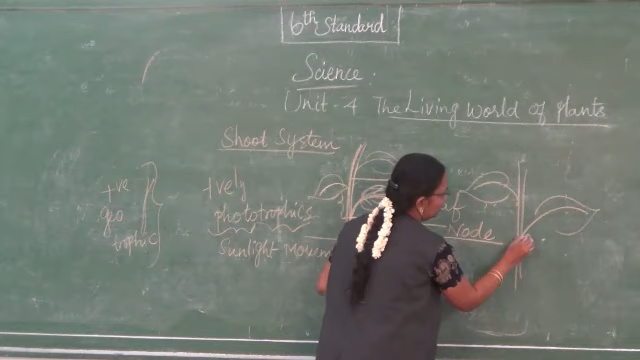 6th Standard
Science
Unit - 4 The Living World of Plants
Shoot System
+ve
geo
trophic
+vely
phototrophics
Sunlight Movem
Node